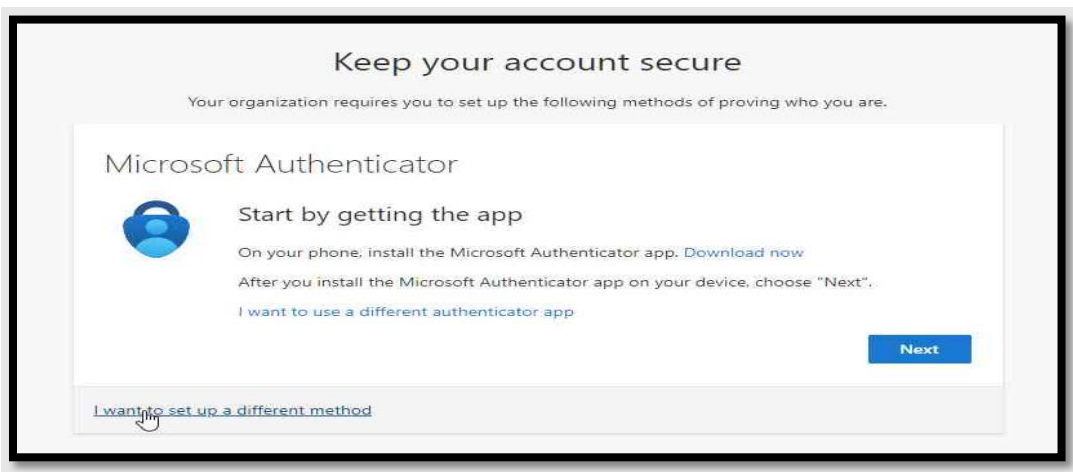 Keep your account secure
Your organization requires you to set up the following methods of proving who you are.
Microsoft Authenticator
Start by getting the app
On your phone, install the Microsoft Authenticator app. Download now
After you install the Microsoft Authenticator app on your device, choose "Next".
I want to use a different authenticator app
Next
I want to set up a different method